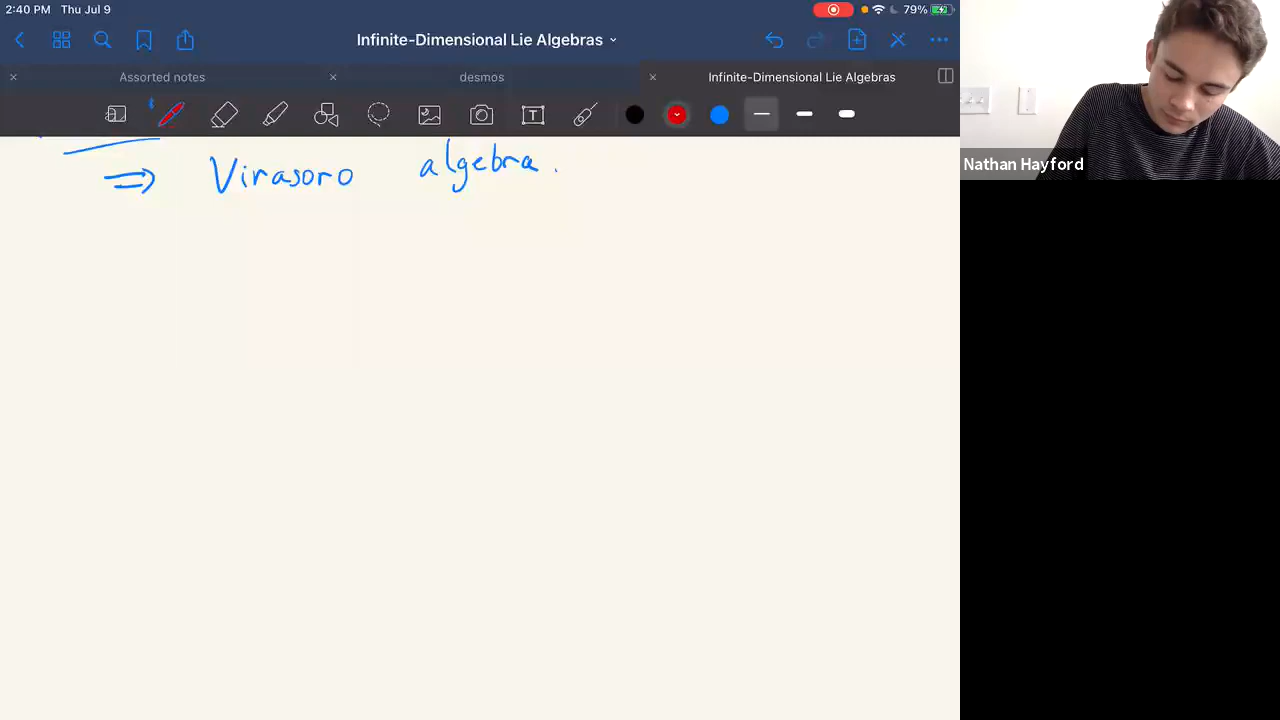 2:40 PM Thu Jul 9
79%
Infinite-Dimensional Lie Algebras
Assorted notes
desmos
Infinite-Dimensional Lie Algebras
⇒ Virasoro algebra.
Nathan Hayford